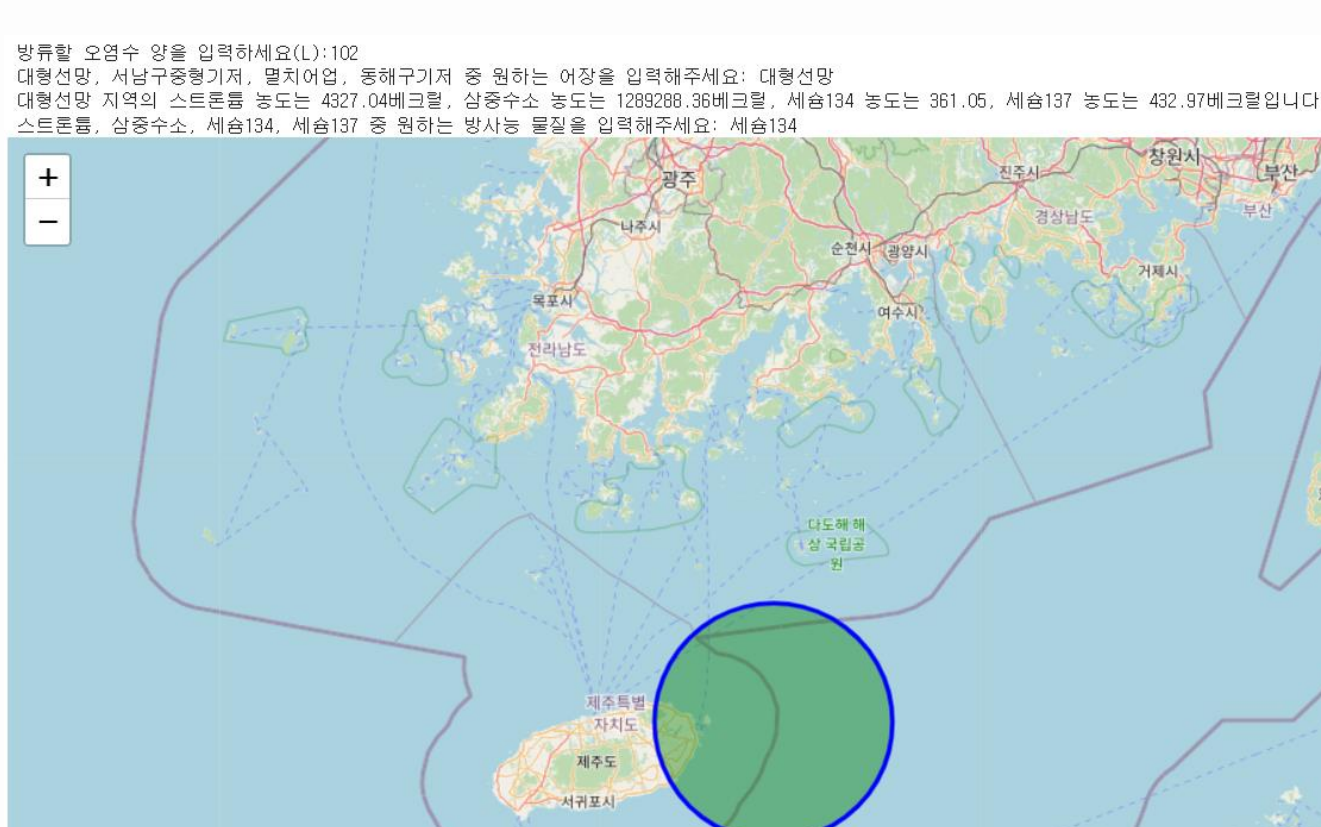 방류할 오염수 양을 입력하세요(L):102
대형선망, 서남구중형기저, 멸치어업, 동해구기저 중 원하는 어장을 입력해주세요: 대형선망
대형선망 지역의 스트론튬 농도는 4327.04베크럴, 삼중수소 농도는 1289288.36베크럴, 세슘134 농도는 361.05, 세슘137 농도는 432.97베크럴입니다
스트론튬, 삼중수소, 세슘134, 세슘137 중 원하는 방사능 물질을 입력해주세요: 세슘134
+
−
창원시
부산
진주시
광주
부산
경상남도
나주시
순천시
광양시
거제시
목포시
여수시
전라남도
다도해 해
상 국립공
원
제주특별
자치도
제주도
서귀포시